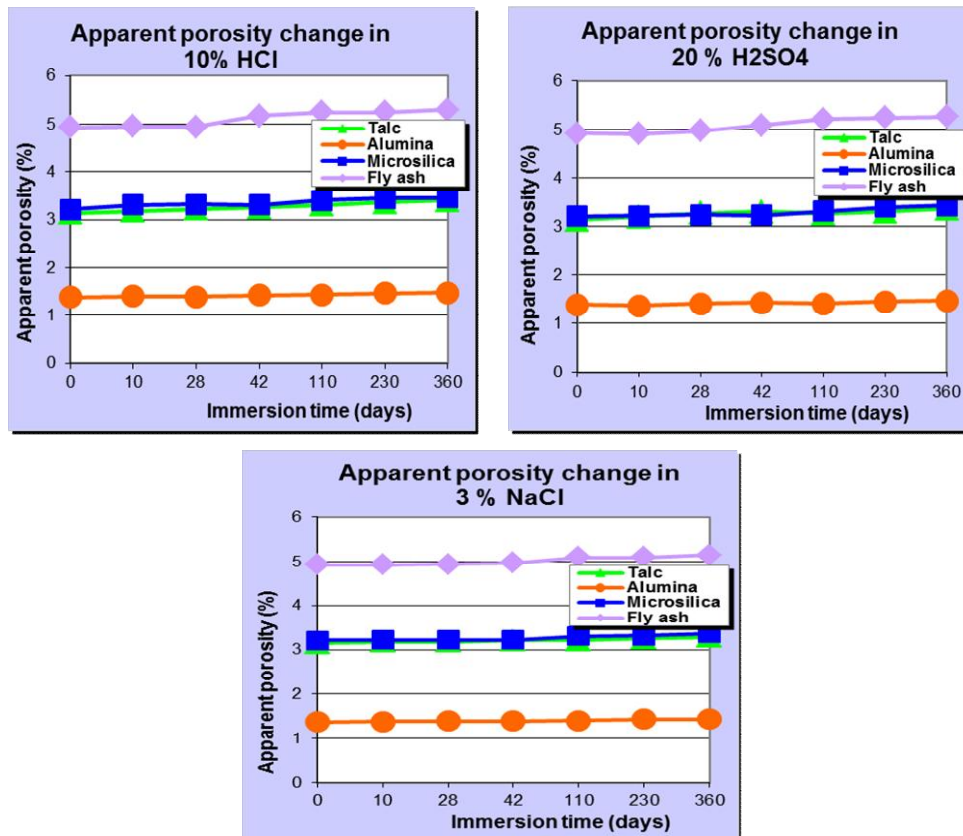 Apparent porosity change in
10% HCl
Apparent porosity (%)
6
5
4
3
2
1
0
Talc
Alumina
Microsilica
Fly ash
0 10 28 42 110 230 360
Immersion time (days)
Apparent porosity change in
20 % H2SO4
Apparent porosity (%)
6
5
4
3
2
1
0
Talc
Alumina
Microsilica
Fly ash
0 10 28 42 110 230 360
Immersion time (days)
Apparent porosity change in
3 % NaCl
Apparent porosity (%)
6
5
4
3
2
1
0
Talc
Alumina
Microsilica
Fly ash
0 10 28 42 110 230 360
Immersion time (days)